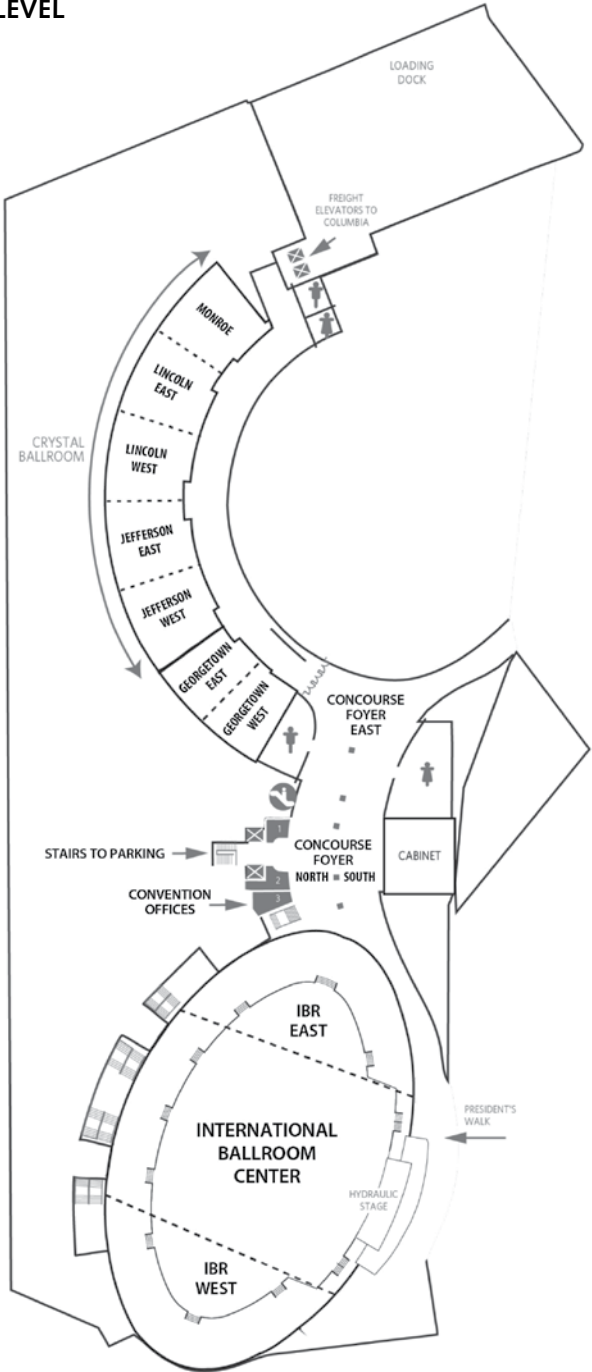 LEVEL
LOADING
DOCK
FREIGHT
ELEVATORS TO
COLUMBIA
MONROE
LINCOLN
EAST
CRYSTAL
BALLROOM
LINCOLN
WEST
JEFFERSON
EAST
JEFFERSON
WEST
GEORGETOWN
EAST
GEORGETOWN
WEST
CONCOURSE
FOYER
EAST
1
STAIRS TO PARKING
CONCOURSE
FOYER
NORTH SOUTH
CABINET
2
CONVENTION
OFFICES
3
IBR
EAST
PRESIDENT'S
WALK
INTERNATIONAL
BALLROOM
CENTER
HYDRAULIC
STAGE
IBR
WEST